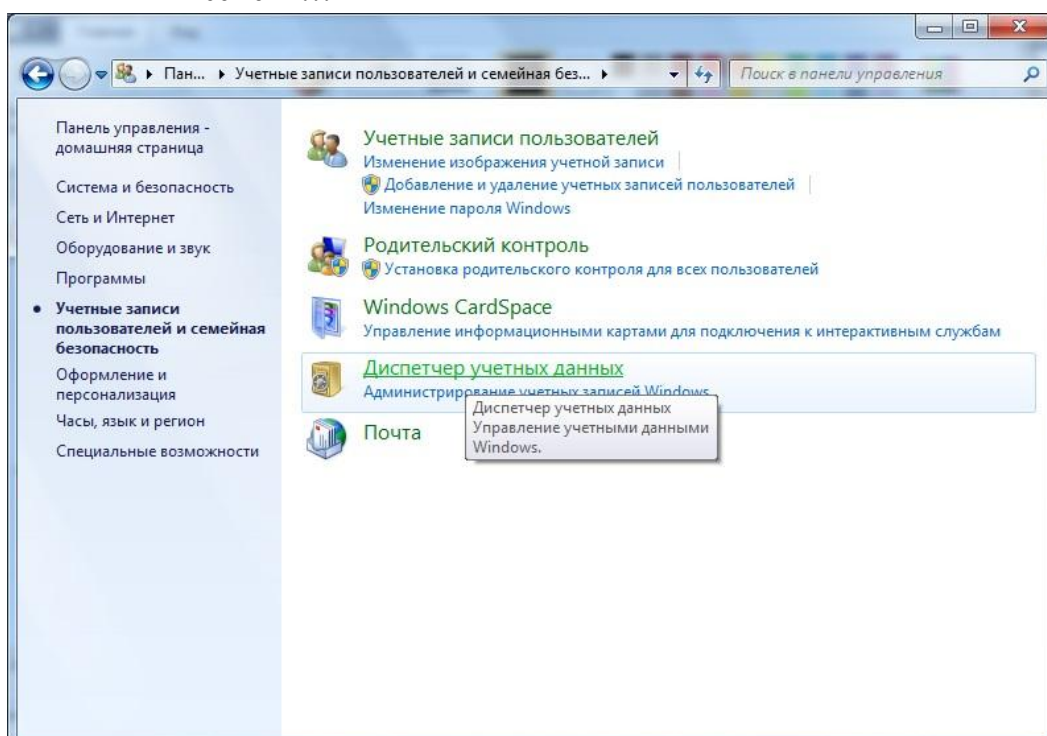 Пан... Учетные записи пользователей и семейная без...
Поиск в панели управления
Панель управления -
домашняя страница
Система и безопасность
Сеть и Интернет
Оборудование и звук
Программы
Учетные записи
пользователей и семейная
безопасность
Оформление и
персонализация
Часы, язык и регион
Специальные возможности
Учетные записи пользователей
Изменение изображения учетной записи
Добавление и удаление учетных записей пользователей
Изменение пароля Windows
Родительский контроль
Установка родительского контроля для всех пользователей
Windows CardSpace
Управление информационными картами для подключения к интерактивным службам
Диспетчер учетных данных
Администрирование учетных записей Windows
Диспетчер учетных данных
Управление учетными данными
Windows.
Почта